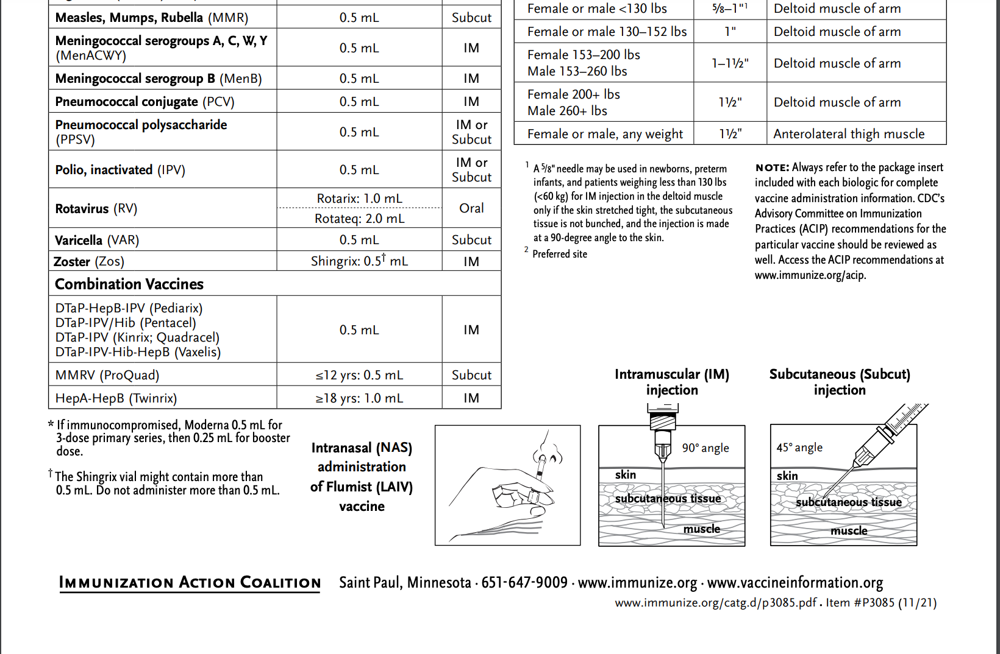 Measles, Mumps, Rubella (MMR) 0.5 mL Subcut
Meningococcal serogroups A, C, W, Y
(MenACWY) 0.5 mL IM
Meningococcal serogroup B (MenB) 0.5 mL IM
Pneumococcal conjugate (PCV) 0.5 mL IM
Pneumococcal polysaccharide
(PPSV) 0.5 mL IM or
Subcut
Polio, inactivated (IPV) 0.5 mL IM or
Subcut
Rotavirus (RV) Rotarix: 1.0 mL
Rotateq: 2.0 mL Oral
Varicella (VAR) 0.5 mL Subcut
Zoster (Zos) Shingrix: 0.5† mL IM
Combination Vaccines
DTaP-HepB-IPV (Pediarix)
DTaP-IPV/Hib (Pentacel)
DTaP-IPV (Kinrix; Quadracel)
DTaP-IPV-Hib-HepB (Vaxelis) 0.5 mL IM
MMRV (ProQuad) ≤12 yrs: 0.5 mL Subcut
HepA-HepB (Twinrix) ≥18 yrs: 1.0 mL IM
* If immunocompromised, Moderna 0.5 mL for
3-dose primary series, then 0.25 mL for booster
dose.
† The Shingrix vial might contain more than
0.5 mL. Do not administer more than 0.5 mL.
Female or male <130 lbs 5/8–1"1 Deltoid muscle of arm
Female or male 130–152 lbs 1" Deltoid muscle of arm
Female 153–200 lbs
Male 153–260 lbs 1–1½" Deltoid muscle of arm
Female 200+ lbs
Male 260+ lbs 1½" Deltoid muscle of arm
Female or male, any weight 1½" Anterolateral thigh muscle
1 A 5/8" needle may be used in newborns, preterm
infants, and patients weighing less than 130 lbs
(<60 kg) for IM injection in the deltoid muscle
only if the skin stretched tight, the subcutaneous
tissue is not bunched, and the injection is made
at a 90-degree angle to the skin.
2 Preferred site
NOTE: Always refer to the package insert
included with each biologic for complete
vaccine administration information. CDC's
Advisory Committee on Immunization
Practices (ACIP) recommendations for the
particular vaccine should be reviewed as
well. Access the ACIP recommendations at
www.immunize.org/acip.
Intranasal (NAS)
administration
of Flumist (LAIV)
vaccine
Intramuscular (IM)
injection
90° angle
skin
subcutaneous tissue
muscle
Subcutaneous (Subcut)
injection
45° angle
skin
subcutaneous tissue
muscle
Immunization Action Coalition Saint Paul, Minnesota · 651-647-9009 · www.immunize.org · www.vaccineinformation.org
www.immunize.org/catg.d/p3085.pdf · Item #P3085 (11/21)